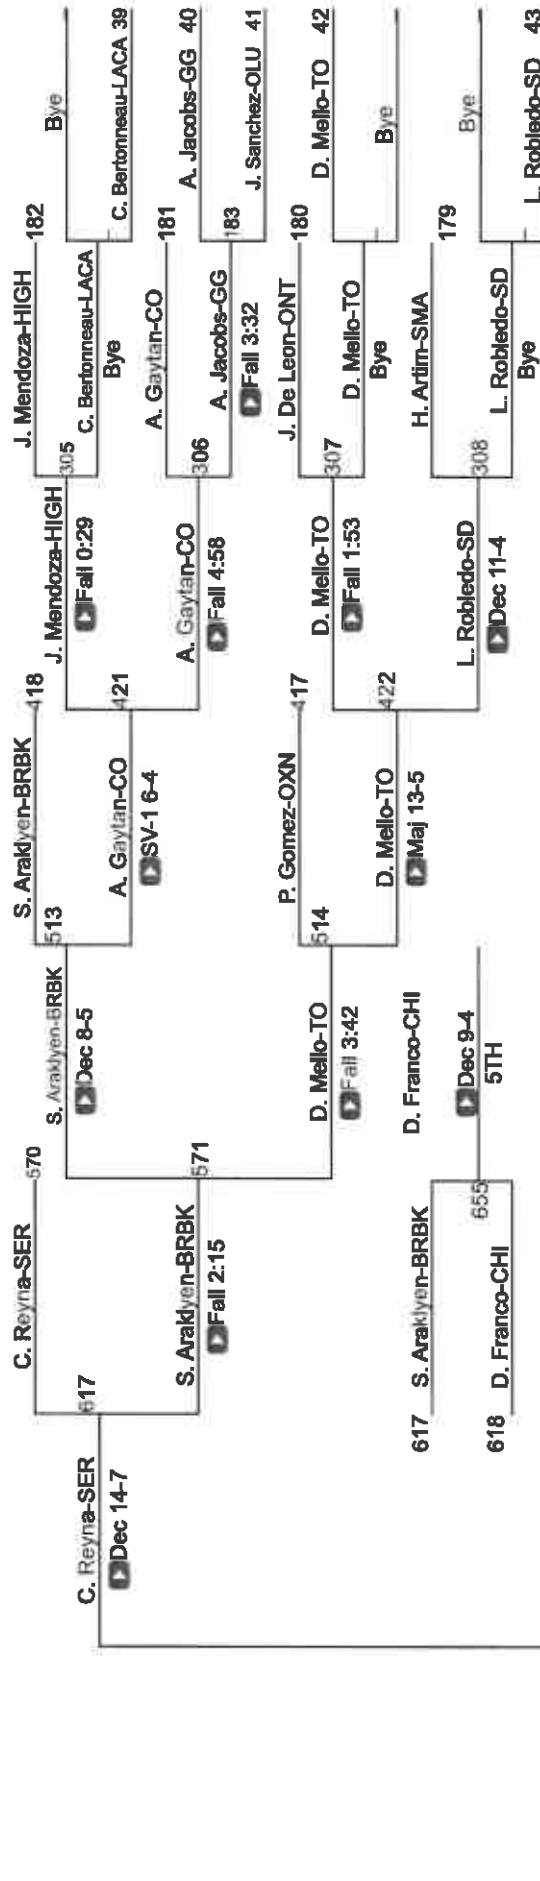 C. Reyna-SER
570
S. Araklyen-BRBK
418
J. Mendoza-HIGH
182
S. Araklyen-BRBK
Dec 8-5
513
J. Mendoza-HIGH
Fall 0:29
305
Bye
C. Reyna-SER
Dec 14-7
617
C. Bertonneau-LACA
Bye
A. Gaytan-CO
SV-1 6-4
421
C. Bertonneau-LACA 39
A. Gaytan-CO
181
S. Araklyen-BRBK
Fall 2:15
571
A. Gaytan-CO
Fall 4:58
306
A. Jacobs-GG 40
A. Jacobs-GG
Fall 3:32
183
J. Sanchez-OLU 41
P. Gomez-OXN
417
J. De Leon-ONT
180
D. Mello-TO
Fall 3:42
514
D. Mello-TO
Fall 1:53
307
D. Mello-TO 42
D. Mello-TO
Bye
D. Mello-TO
Maj 13-5
422
Bye
617 S. Araklyen-BRBK
D. Franco-CHI
Dec 9-4
5TH
655
H. Artim-SMA
179
L. Robledo-SD
Dec 11-4
308
Bye
618 D. Franco-CHI
L. Robledo-SD
Bye
L. Robledo-SD 43